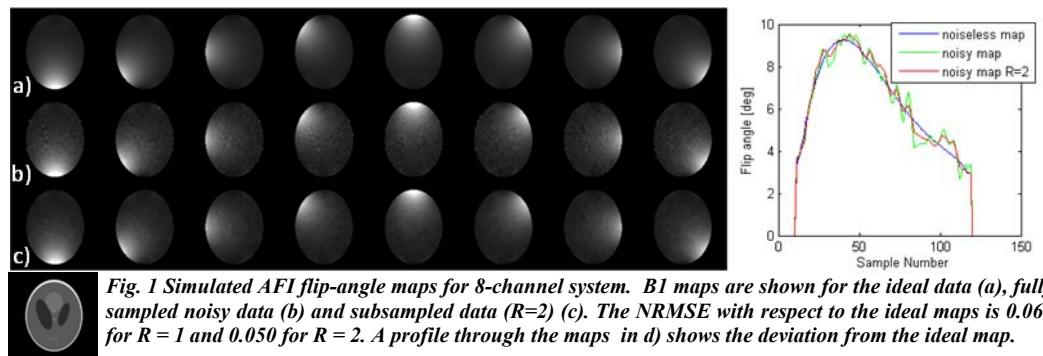 a)
b)
c)
10
8
6
4
2
0
0
50
100
150
Flip angle [deg]
Sample Number
noiseless map
noisy map
noisy map R=2
Fig. 1 Simulated AFI flip-angle maps for 8-channel system. B1 maps are shown for the ideal data (a), full
sampled noisy data (b) and subsampled data (R=2) (c). The NRMSE with respect to the ideal maps is 0.06
for R = 1 and 0.050 for R = 2. A profile through the maps in d) shows the deviation from the ideal map.